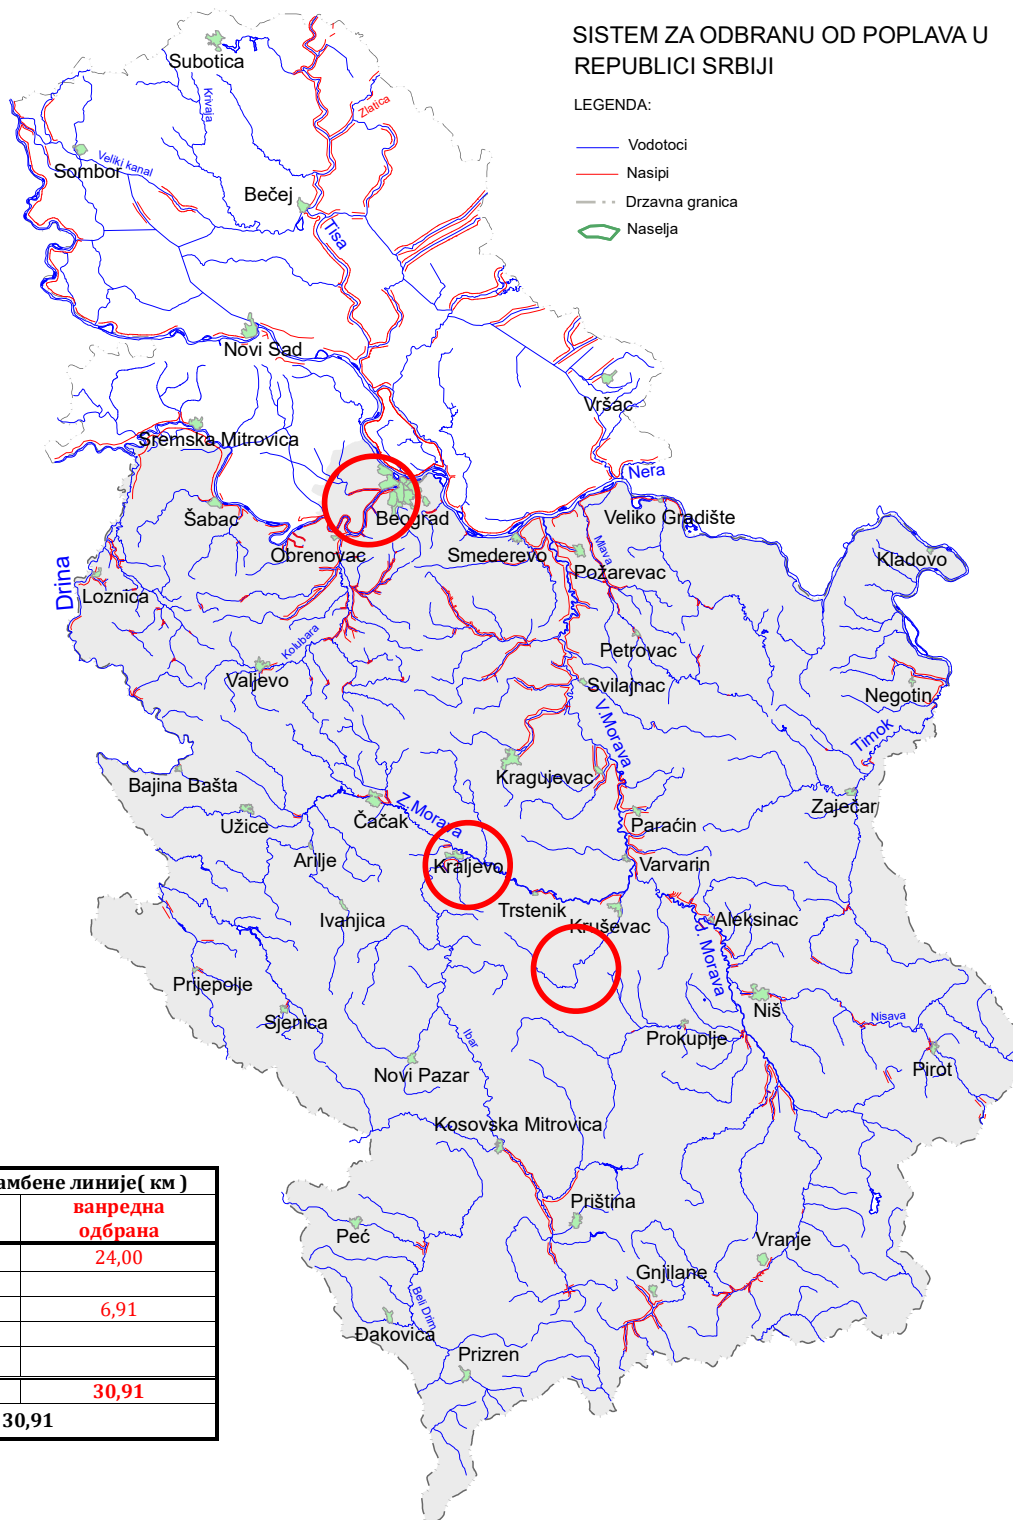 SISTEM ZA ODBRANU OD POPLAVA U
REPUBLICI SRBIJI
LEGENDA:
Vodotoci
Nasipi
Drzavna granica
Naselja
Subotica
Krivaja
Zlatica
Sombor
Veliki kanal
Bečej
Tisa
Novi Sad
Vršac
Sremska Mitrovica
Nera
Šabac
Beograd
Veliko Gradište
Obrenovac
Smederevo
Mlava
Požarevac
Kladovo
Drina
Loznica
Kolubara
Petrovac
Valjevo
Svilajnac
Negotin
V.Morava
Timok
Bajina Bašta
Kragujevac
Zaječar
Užice
Čačak
Z.Morava
Paraćin
Arilje
Kraljevo
Varvarin
Ivanjica
Trstenik
Kruševac
Aleksinac
J. Morava
Prijepolje
Sjenica
Niš
Nisava
Ibar
Prokuplje
Pirot
Novi Pazar
Kosovska Mitrovica
Priština
Peć
Vranje
Gnjilane
Beli Drim
Đakovica
Prizren
амбене линије( км )
ванредна
одбрана
24,00
6,91
30,91
30,91